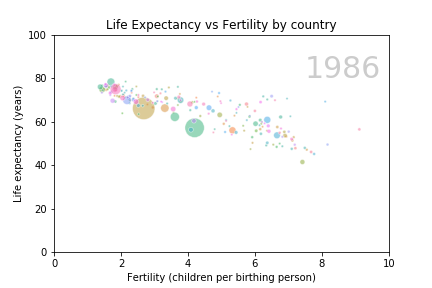 Life Expectancy vs Fertility by country
1986
100
80
60
40
20
0
Life expectancy (years)
0 2 4 6 8 10
Fertility (children per birthing person)